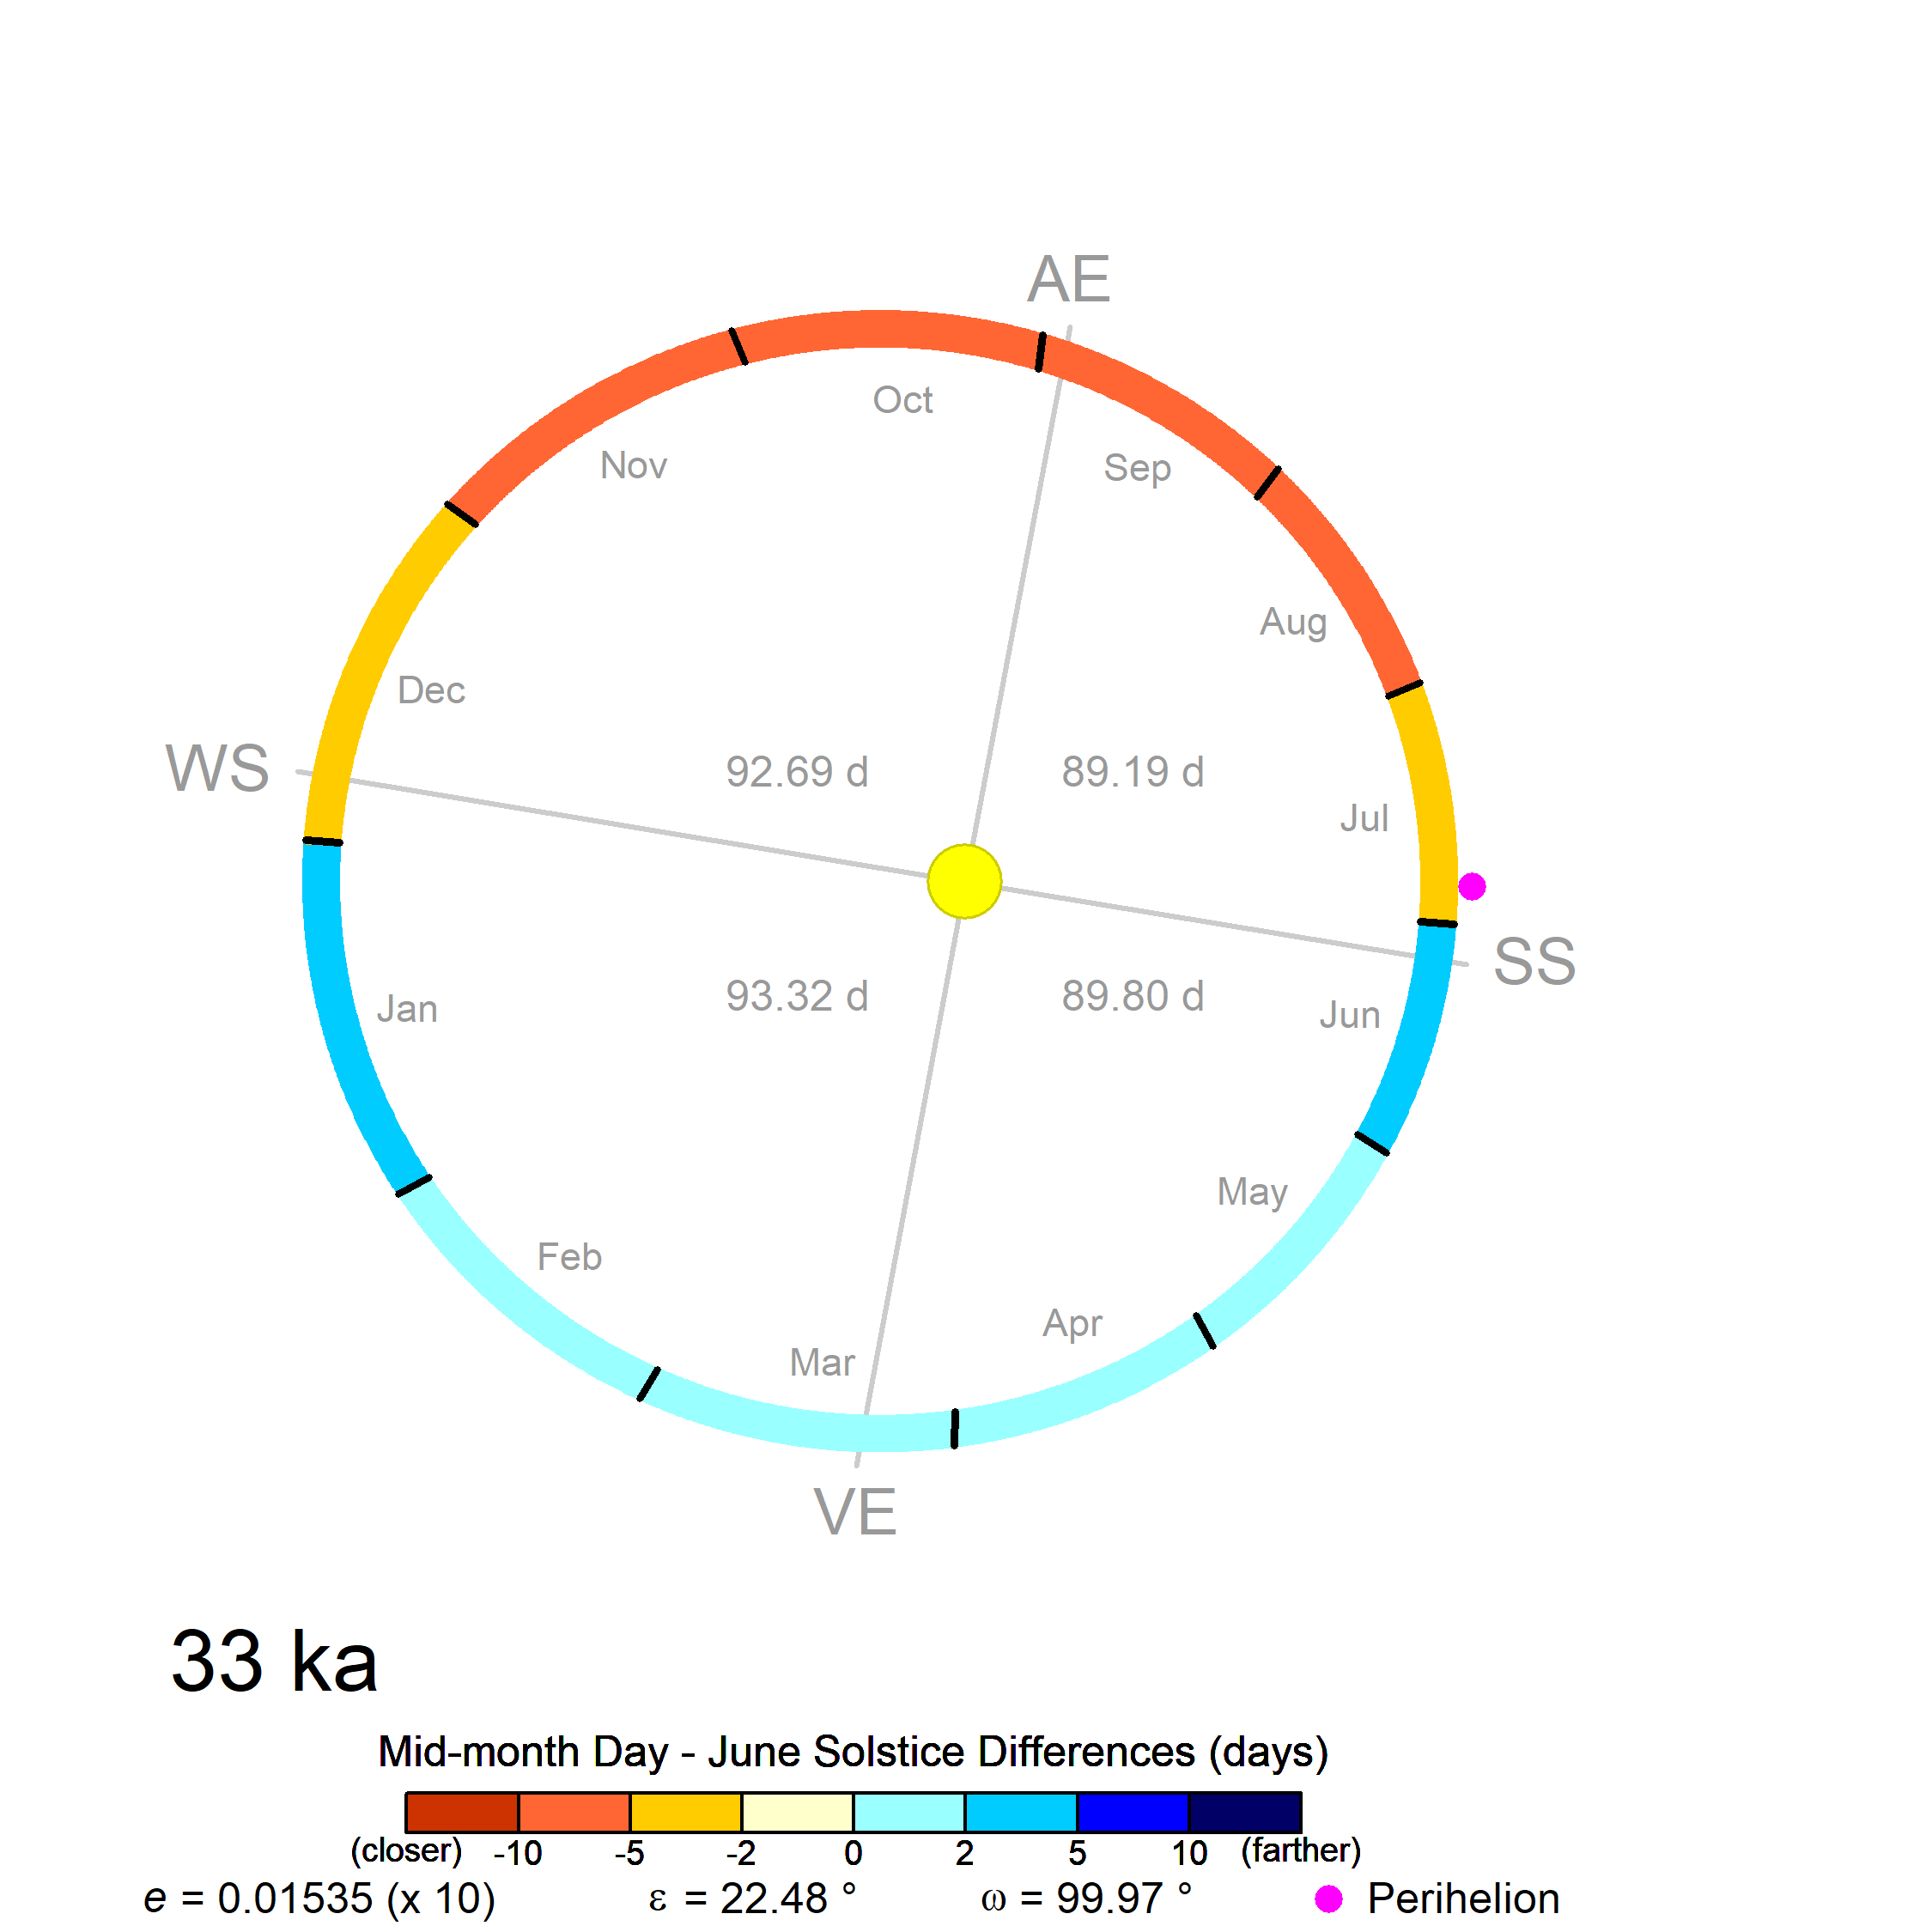 AE
Oct
Nov
Sep
Aug
Dec
WS
92.69 d
89.19 d
Jul
SS
93.32 d
89.80 d
Jan
Jun
May
Feb
Apr
Mar
VE
33 ka
Mid-month Day - June Solstice Differences (days)
(closer) -10 -5 -2 0 2 5 10 (farther)
e = 0.01535 (x 10) ε = 22.48 ° ω = 99.97 ° Perihelion